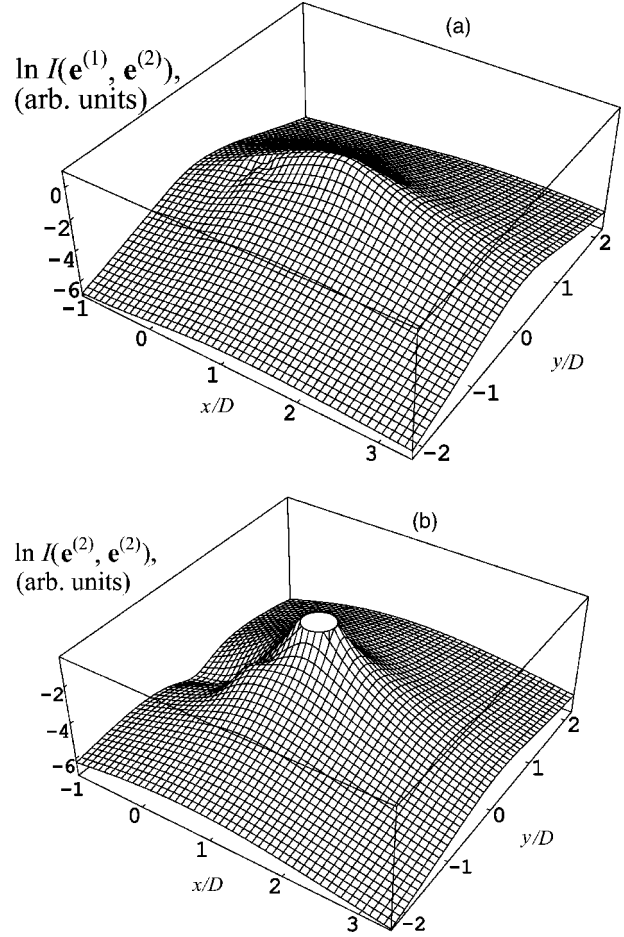 (a)
ln I(e^(1), e^(2)),
(arb. units)
0
−2
−4
−6
−1
0
1
2
3
x/D
−2
−1
0
1
2
y/D
(b)
ln I(e^(2), e^(2)),
(arb. units)
−2
−4
−6
−1
0
1
2
3
x/D
−2
−1
0
1
2
y/D